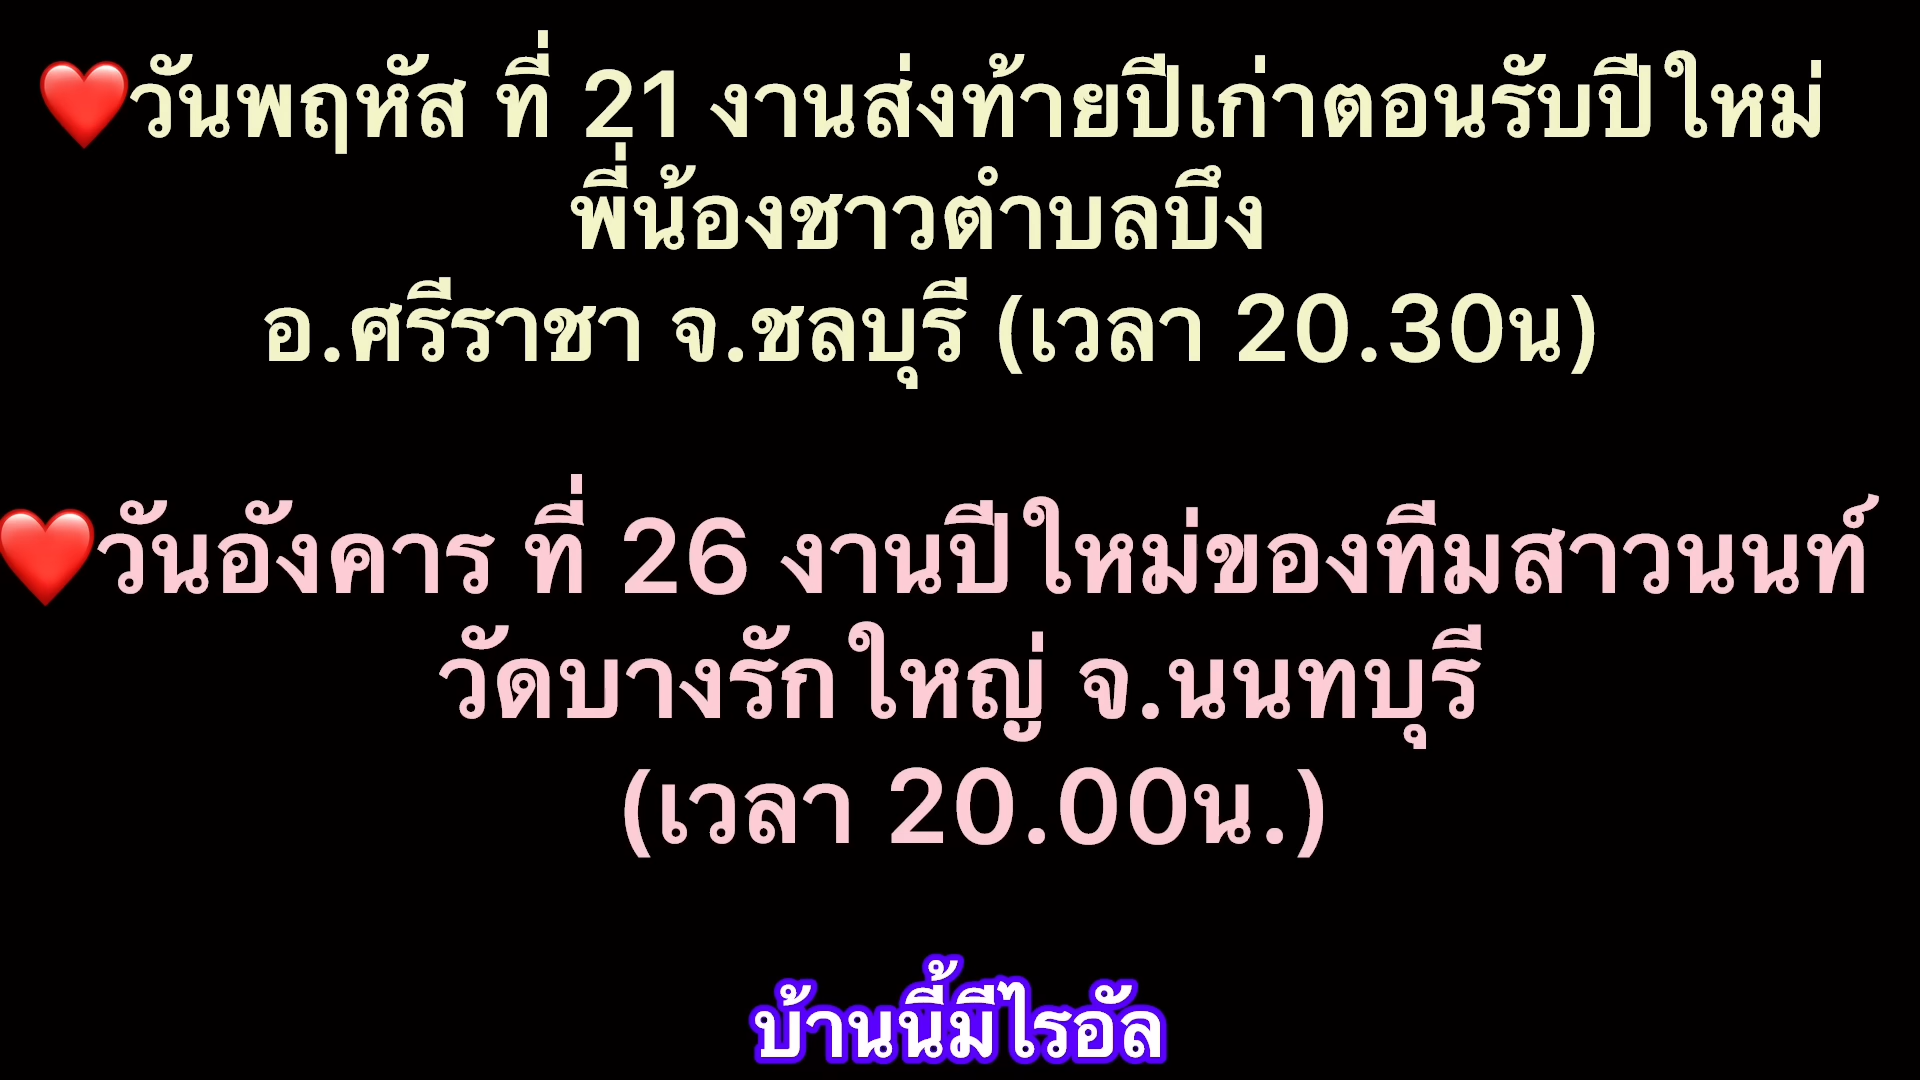 ❤️วันพฤหัส ที่ 21 งานส่งท้ายปีเก่าตอนรับปีใหม่
พี่น้องชาวตำบลบึง
อ.ศรีราชา จ.ชลบุรี (เวลา 20.30น)
❤️วันอังคาร ที่ 26 งานปีใหม่ของทีมสาวนนท์
วัดบางรักใหญ่ จ.นนทบุรี
(เวลา 20.00น.)
บ้านนี้มีไรอัล